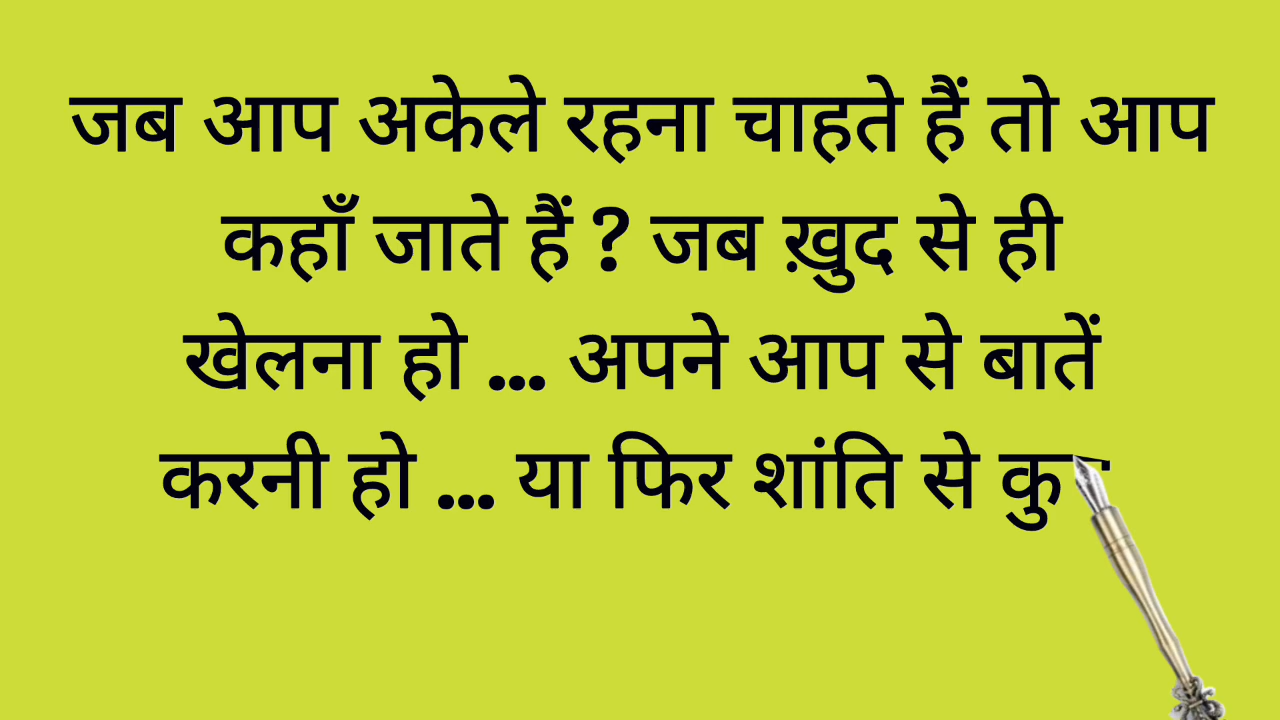 जब आप अकेले रहना चाहते हैं तो आप
कहाँ जाते हैं ? जब ख़ुद से ही
खेलना हो ... अपने आप से बातें
करनी हो ... या फिर शांति से